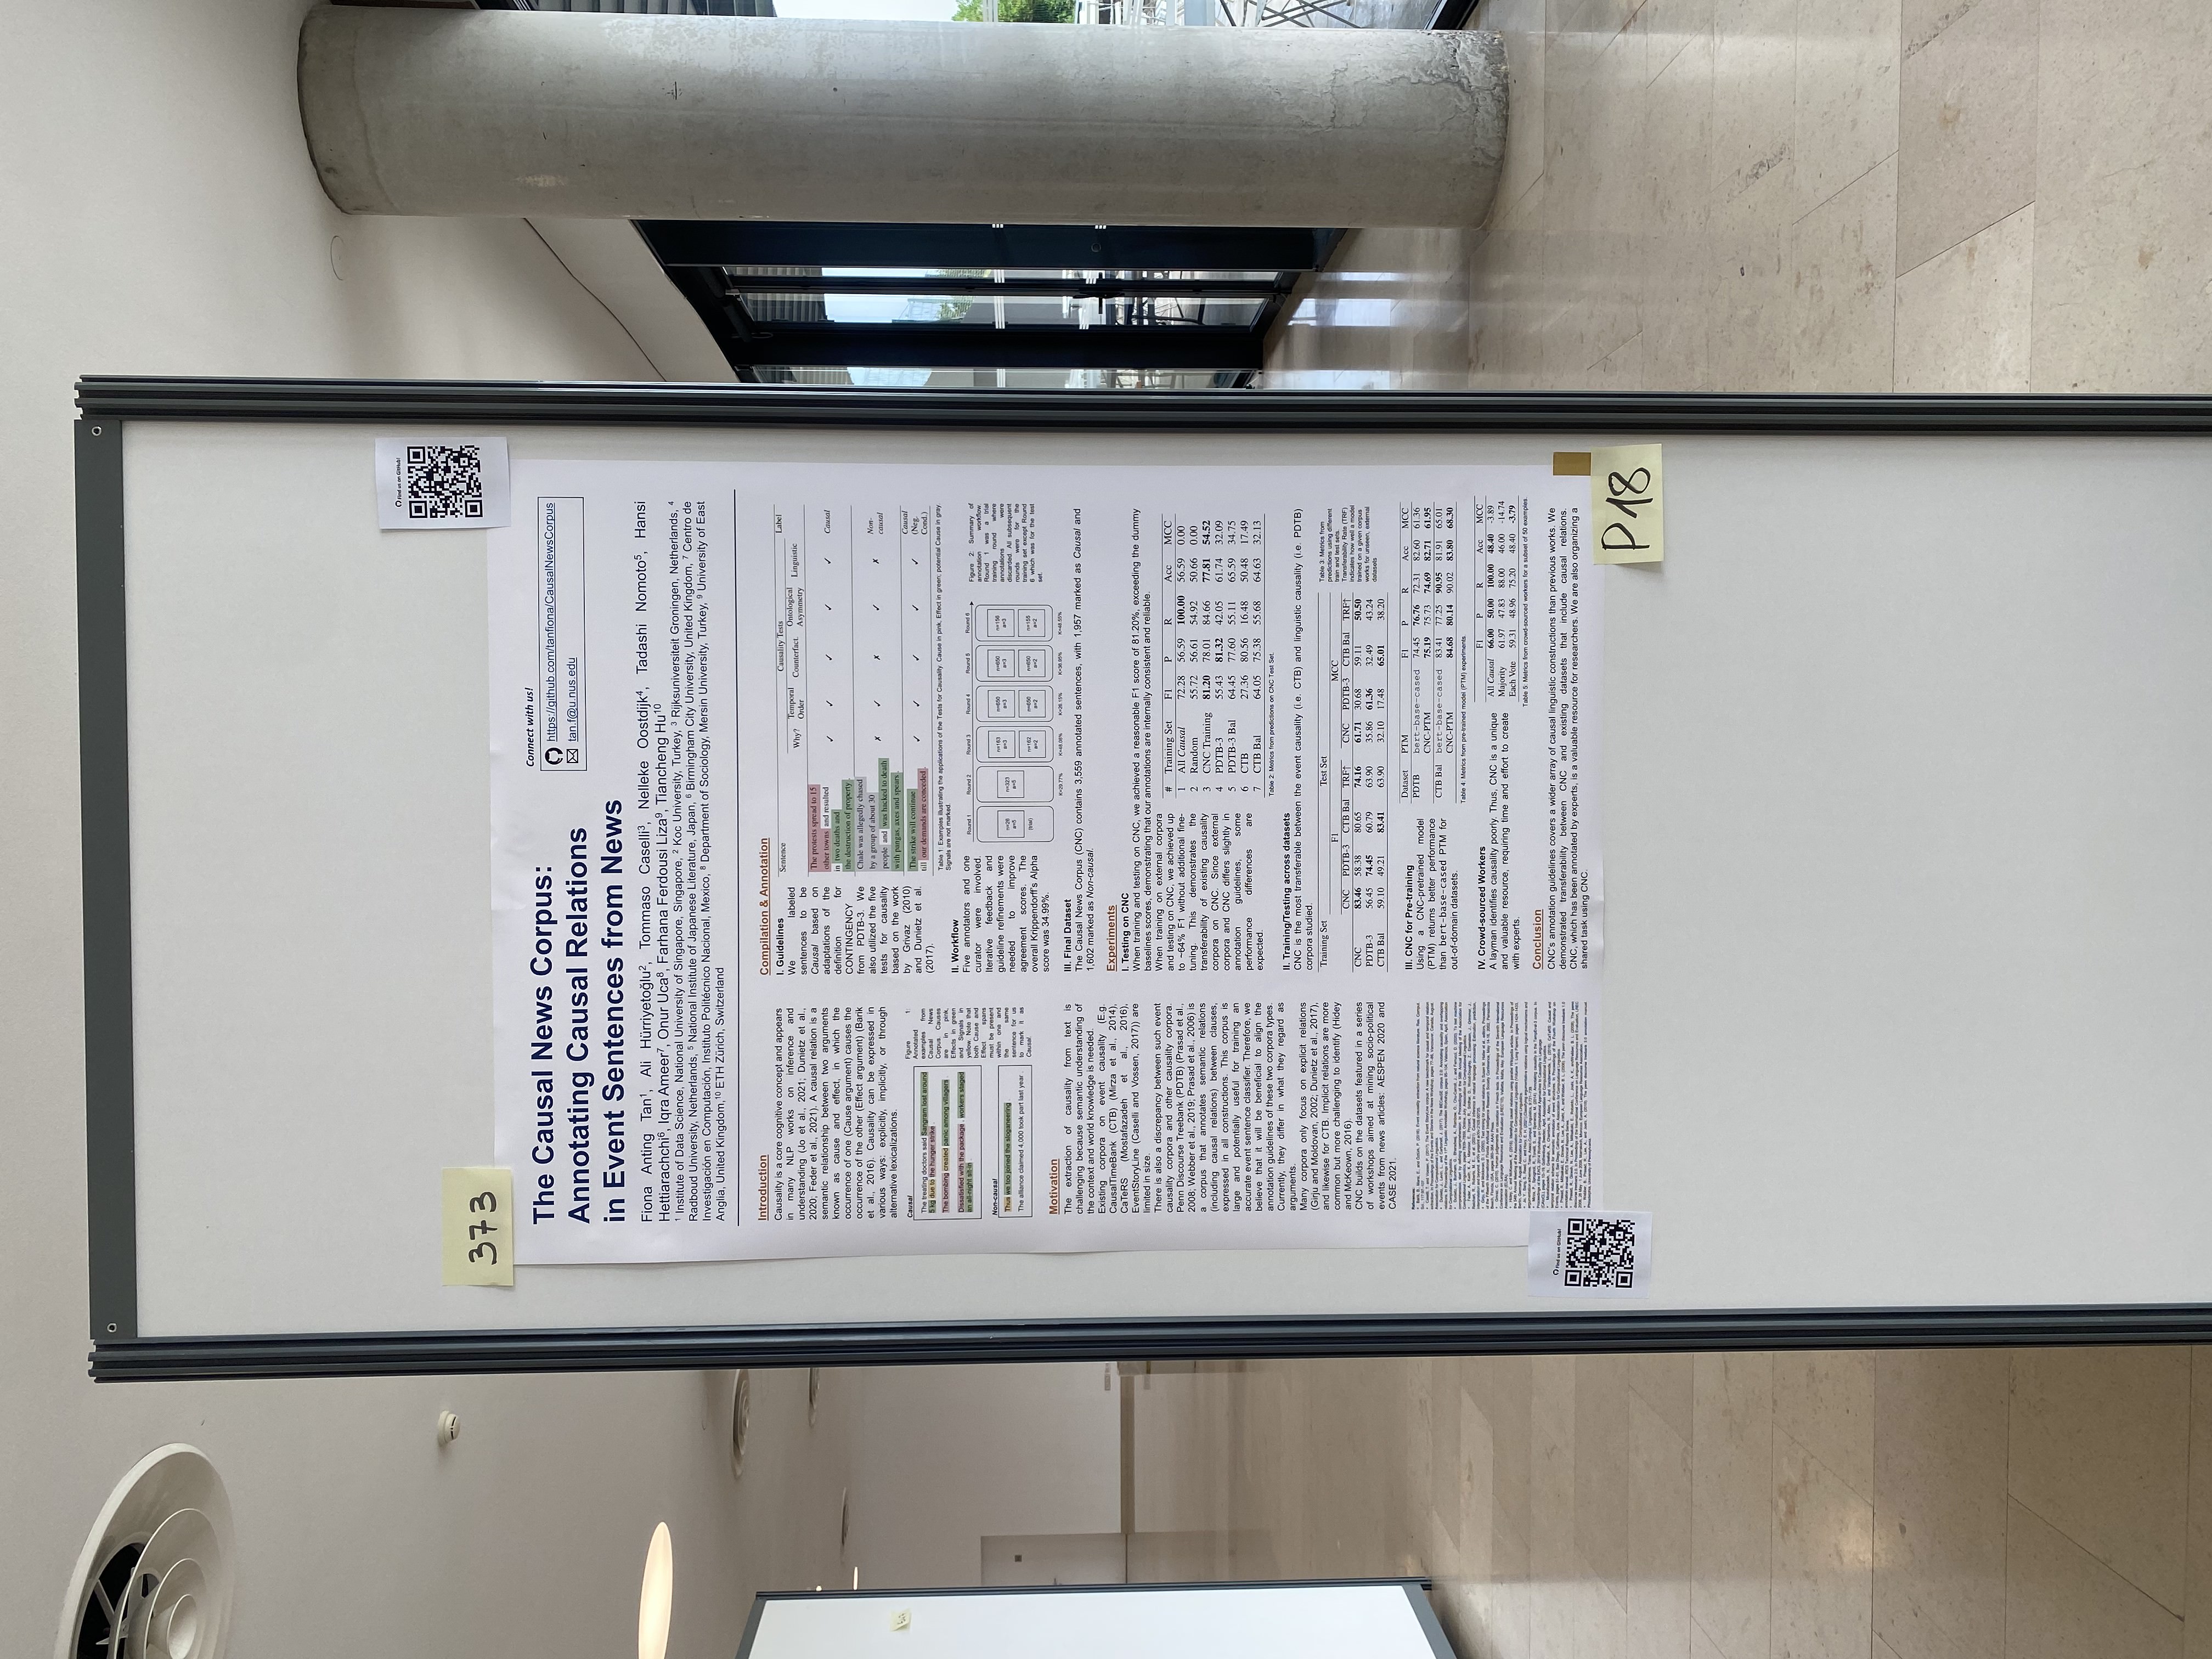 Find us on GitHub!
373
The Causal News Corpus:
Annotating Causal Relations
in Event Sentences from News
Connect with us!
https://github.com/tanfiona/CausalNewsCorpus
tan.f@u.nus.edu
Fiona Anting Tan¹, Ali Hürriyetoğlu², Tommaso Caselli³, Nelleke Oostdijk⁴, Tadashi Nomoto⁵, Hansi
Hettiarachchi⁶, Iqra Ameer⁷, Onur Uca⁸, Farhana Ferdousi Liza⁹, Tiancheng Hu¹⁰
¹ Institute of Data Science, National University of Singapore, Singapore, ² Koc University, Turkey, ³ Rijksuniversiteit Groningen, Netherlands, ⁴
Radboud University, Netherlands, ⁵ National Institute of Japanese Literature, Japan, ⁶ Birmingham City University, United Kingdom, ⁷ Centro de
Investigación en Computación, Instituto Politécnico Nacional, Mexico, ⁸ Department of Sociology, Mersin University, Turkey, ⁹ University of East
Anglia, United Kingdom,¹⁰ ETH Zürich, Switzerland
Introduction
Causality is a core cognitive concept and appears
in many NLP works on inference and
understanding (Jo et al., 2021; Dunietz et al.,
2020; Feder et al., 2021). A causal relation is a
semantic relationship between two arguments
known as cause and effect, in which the
occurrence of one (Cause argument) causes the
occurrence of the other (Effect argument) (Barik
et al., 2016). Causality can be expressed in
various ways: explicitly, implicitly, or through
alternative lexicalizations.
Causal
The treating doctors said Sangram lost around
5 kg due to the hunger strike .
The bombing created panic among villagers .
Dissatisfied with the package , workers staged
an all-night sit-in .
Non-causal
Thus we too joined the sloganeering .
The alliance claimed 4,000 took part last year .
Figure 1:
Annotated
examples from
Causal News
Corpus. Causes
are in pink,
Effects in green
and Signals in
yellow. Note that
both Cause and
Effect spans
must be present
within one and
the same
sentence for us
to mark it as
Causal.
Motivation
The extraction of causality from text is
challenging because semantic understanding of
the context and world knowledge is needed.
Existing corpora on event causality (E.g.
CausalTimeBank (CTB) (Mirza et al., 2014),
CaTeRS (Mostafazadeh et al., 2016),
EventStoryLine (Caselli and Vossen, 2017)) are
limited in size.
There is also a discrepancy between such event
causality corpora and other causality corpora.
Penn Discourse Treebank (PDTB) (Prasad et al.,
2008; Webber et al., 2019; Prasad et al., 2006) is
a corpus that annotates semantic relations
(including causal relations) between clauses,
expressed in all constructions. This corpus is
large and potentially useful for training an
accurate event sentence classifier. Therefore, we
believe that it will be beneficial to align the
annotation guidelines of these two corpora types.
Currently, they differ in what they regard as
arguments.
Many corpora only focus on explicit relations
(Girju and Moldovan, 2002; Dunietz et al., 2017),
and likewise for CTB. Implicit relations are more
common but more challenging to identify (Hidey
and McKeown, 2016).
CNC builds on the datasets featured in a series
of workshops aimed at mining socio-political
events from news articles: AESPEN 2020 and
CASE 2021.
References:
Compilation & Annotation
I. Guidelines
We labeled
sentences to be
Causal based on
adaptations of the
definition for
CONTINGENCY
from PDTB-3. We
also utilized the five
tests for causality
based on the work
by Grivaz (2010)
and Dunietz et al.
(2017).
Sentence Causality Tests Label
Why? Temporal Order Counterfact. Ontological Asymmetry Linguistic
The protests spread to 15
other towns and resulted
in two deaths and
the destruction of property .
✓ ✓ ✓ ✓ ✓ Causal
Chale was allegedly chased
by a group of about 30
people and was hacked to death
with pangas, axes and spears .
✗ ✓ ✗ ✓ ✗ Non-causal
The strike will continue
till our demands are conceded .
✓ ✓ ✓ ✓ ✓ Causal (Neg. Cond.)
Table 1: Examples illustrating the applications of the Tests for Causality. Cause in pink, Effect in green; potential Cause in gray.
Signals are not marked.
II. Workflow
Five annotators and one
curator were involved.
Iterative feedback and
guideline refinements were
needed to improve
agreement scores. The
overall Krippendorff's Alpha
score was 34.99%.
Round 1 Round 2 Round 3 Round 4 Round 5 Round 6
n=26 a=5 (trial)
n=323 a=5
n=163 a=3
n=650 a=3
n=650 a=3
n=156 a=3
n=162 a=2
n=650 a=2
n=650 a=2
n=155 a=2
K=29.77% K=48.08% K=26.15% K=38.95% K=48.55%
Figure 2: Summary of
annotation workflow.
Round 1 was a trial
training round where
annotations were
discarded. All subsequent
rounds were for the
training set except Round
6 which was for the test
set.
III. Final Dataset
The Causal News Corpus (CNC) contains 3,559 annotated sentences, with 1,957 marked as Causal and
1,602 marked as Non-causal.
Experiments
I. Testing on CNC
When training and testing on CNC, we achieved a reasonable F1 score of 81.20%, exceeding the dummy
baselines scores, demonstrating that our annotations are internally consistent and reliable.
When training on external corpora
and testing on CNC, we achieved up
to ~64% F1 without additional fine-
tuning. This demonstrates the
transferability of existing causality
corpora on CNC. Since external
corpora and CNC differs slightly in
annotation guidelines, some
performance differences are
expected.
# Training Set F1 P R Acc MCC
1 All Causal 72.28 56.59 100.00 56.59 0.00
2 Random 55.72 56.61 54.92 50.66 0.00
3 CNC Training 81.20 78.01 84.66 77.81 54.52
4 PDTB-3 55.43 81.32 42.05 61.74 32.09
5 PDTB-3 Bal 64.45 77.60 55.11 65.59 34.75
6 CTB 27.36 80.56 16.48 50.48 17.49
7 CTB Bal 64.05 75.38 55.68 64.63 32.13
Table 2: Metrics from predictions on CNC Test Set.
II. Training/Testing across datasets
CNC is the most transferable between the event causality (i.e. CTB) and linguistic causality (i.e. PDTB)
corpora studied.
Training Set Test Set
F1 MCC
CNC PDTB-3 CTB Bal TRF↑ CNC PDTB-3 CTB Bal TRF↑
CNC 83.46 58.38 80.65 74.16 61.71 30.68 59.11 50.50
PDTB-3 56.45 74.45 60.79 63.90 35.86 61.36 32.49 43.24
CTB Bal 59.10 49.21 83.41 63.90 32.10 17.48 65.01 38.20
Table 3: Metrics from
predictions using different
train and test sets.
Transferability Rate (TRF)
indicates how well a model
trained on a given corpus
works for unseen, external
datasets
III. CNC for Pre-training
Using a CNC-pretrained model
(PTM) returns better performance
than bert-base-cased PTM for
out-of-domain datasets.
Dataset PTM F1 P R Acc MCC
PDTB bert-base-cased 74.45 76.76 72.31 82.60 61.36
CNC-PTM 75.19 75.73 74.69 82.71 61.95
CTB Bal bert-base-cased 83.41 77.25 90.95 81.91 65.01
CNC-PTM 84.68 80.14 90.02 83.80 68.30
Table 4: Metrics from pre-trained model (PTM) experiments.
IV. Crowd-sourced Workers
A layman identifies causality poorly. Thus, CNC is a unique
and valuable resource, requiring time and effort to create
with experts.
F1 P R Acc MCC
All Causal 66.00 50.00 100.00 48.40 -3.89
Majority 61.97 47.83 88.00 46.00 -14.74
Each Vote 59.31 48.96 75.20 48.40 -3.79
Table 5: Metrics from crowd-sourced workers for a subset of 50 examples.
Conclusion
CNC's annotation guidelines covers a wider array of causal linguistic constructions than previous works. We
demonstrated transferability between CNC and existing datasets that include causal relations.
CNC, which has been annotated by experts, is a valuable resource for researchers. We are also organizing a
shared task using CNC.
Find us on GitHub!
P18